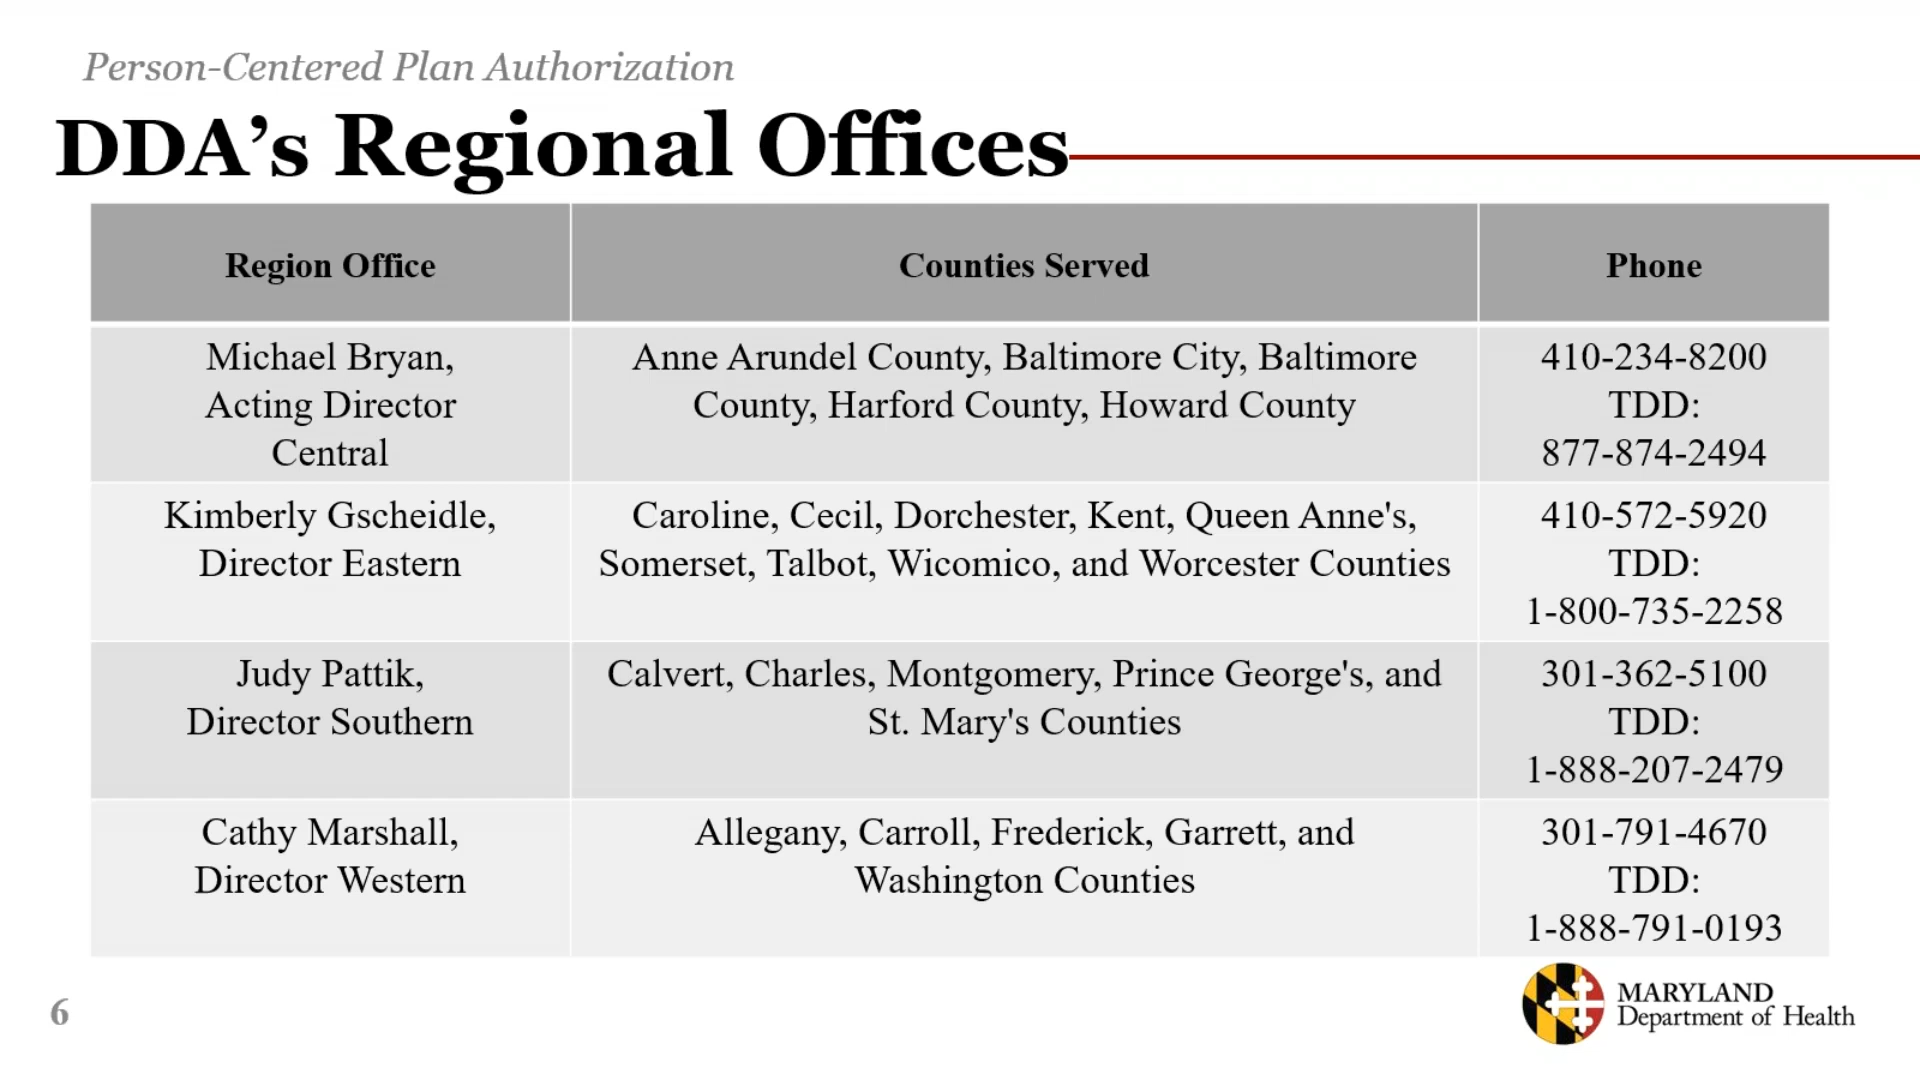 Person-Centered Plan Authorization
DDA’s Regional Offices
Region Office
Counties Served
Phone
Michael Bryan,
Acting Director
Central
Anne Arundel County, Baltimore City, Baltimore
County, Harford County, Howard County
410-234-8200
TDD:
877-874-2494
Kimberly Gscheidle,
Director Eastern
Caroline, Cecil, Dorchester, Kent, Queen Anne's,
Somerset, Talbot, Wicomico, and Worcester Counties
410-572-5920
TDD:
1-800-735-2258
Judy Pattik,
Director Southern
Calvert, Charles, Montgomery, Prince George's, and
St. Mary's Counties
301-362-5100
TDD:
1-888-207-2479
Cathy Marshall,
Director Western
Allegany, Carroll, Frederick, Garrett, and
Washington Counties
301-791-4670
TDD:
1-888-791-0193
6
MARYLAND
Department of Health